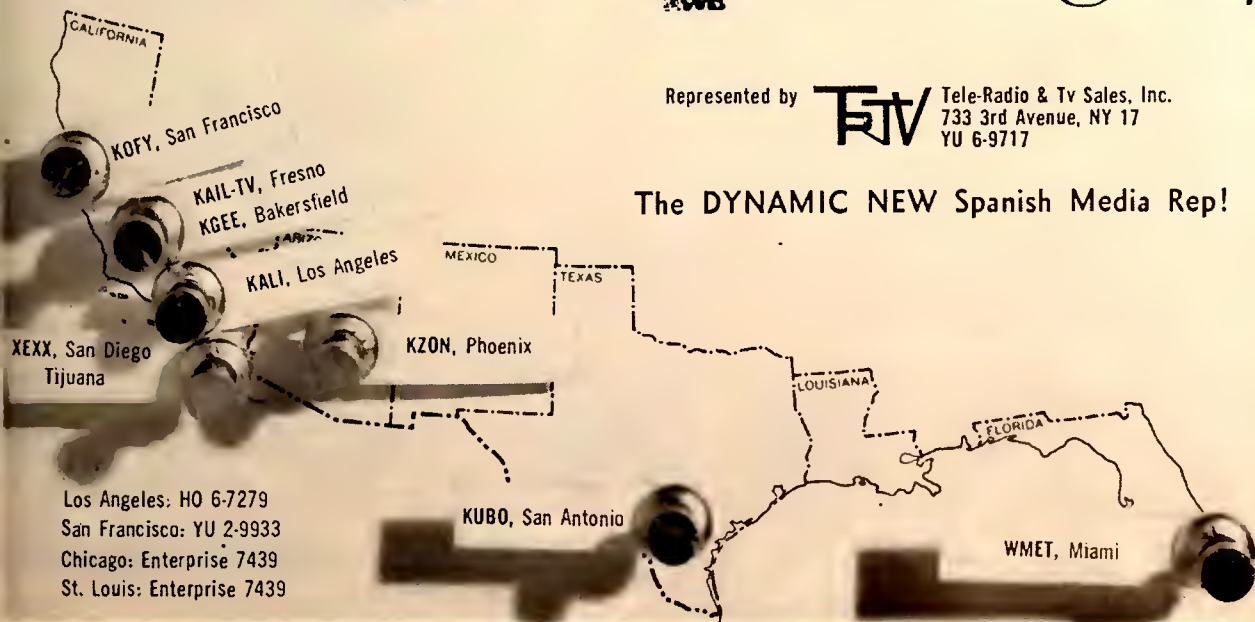 CALIFORNIA
Represented by
Tele-Radio & Tv Sales, Inc.
733 3rd Avenue, NY 17
YU 6-9717
The DYNAMIC NEW Spanish Media Rep!
KOFY, San Francisco
KAIL-TV, Fresno
KGEE, Bakersfield
KALI, Los Angeles
MEXICO
TEXAS
XEXX, San Diego
Tijuana
KZON, Phoenix
LOUISIANA
FLORIDA
Los Angeles: HO 6-7279
San Francisco: YU 2-9933
Chicago: Enterprise 7439
St. Louis: Enterprise 7439
KUBO, San Antonio
WMET, Miami